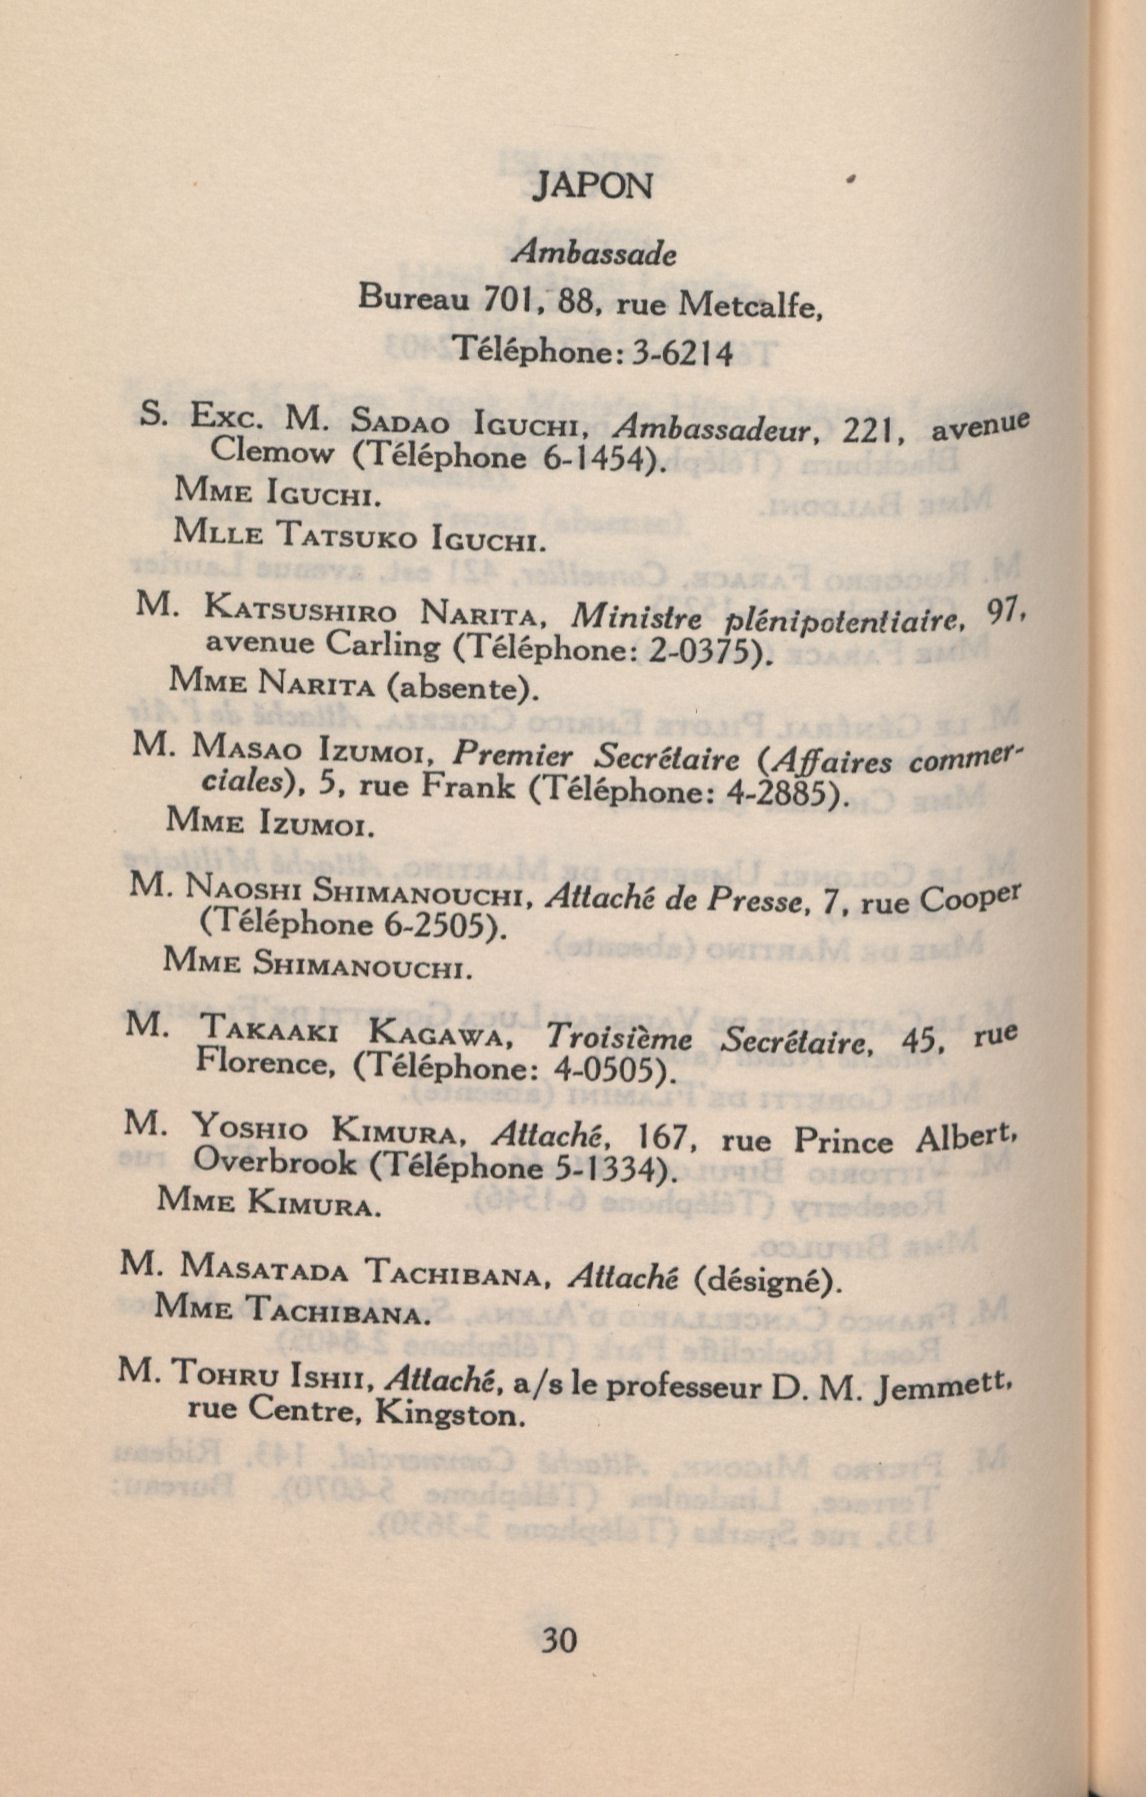 JAPON
Ambassade
Bureau 701, 88, rue Metcalfe,
Téléphone: 3-6214
S. Exc. M. Sadao Iguchi, Ambassadeur, 221, avenue
Clemow (Téléphone 6-1454).
Mme Iguchi.
Mlle Tatsuko Iguchi.
M. Katsushiro Narita, Ministre plénipotentiaire, 97,
avenue Carling (Téléphone: 2-0375).
Mme Narita (absente).
M. Masao Izumoi, Premier Secrétaire (Affaires commer-
ciales), 5, rue Frank (Téléphone: 4-2885).
Mme Izumoi.
M. Naoshi Shimanouchi, Attaché de Presse, 7, rue Cooper
(Téléphone 6-2505).
Mme Shimanouchi.
M. Takaaki Kagawa, Troisième Secrétaire, 45, rue
Florence, (Téléphone: 4-0505).
M. Yoshio Kimura, Attaché, 167, rue Prince Albert,
Overbrook (Téléphone 5-1334).
Mme Kimura.
M. Masatada Tachibana, Attaché (désigné).
Mme Tachibana.
M. Tohru Ishii, Attaché, a/s le professeur D. M. Jemmett,
rue Centre, Kingston.
30